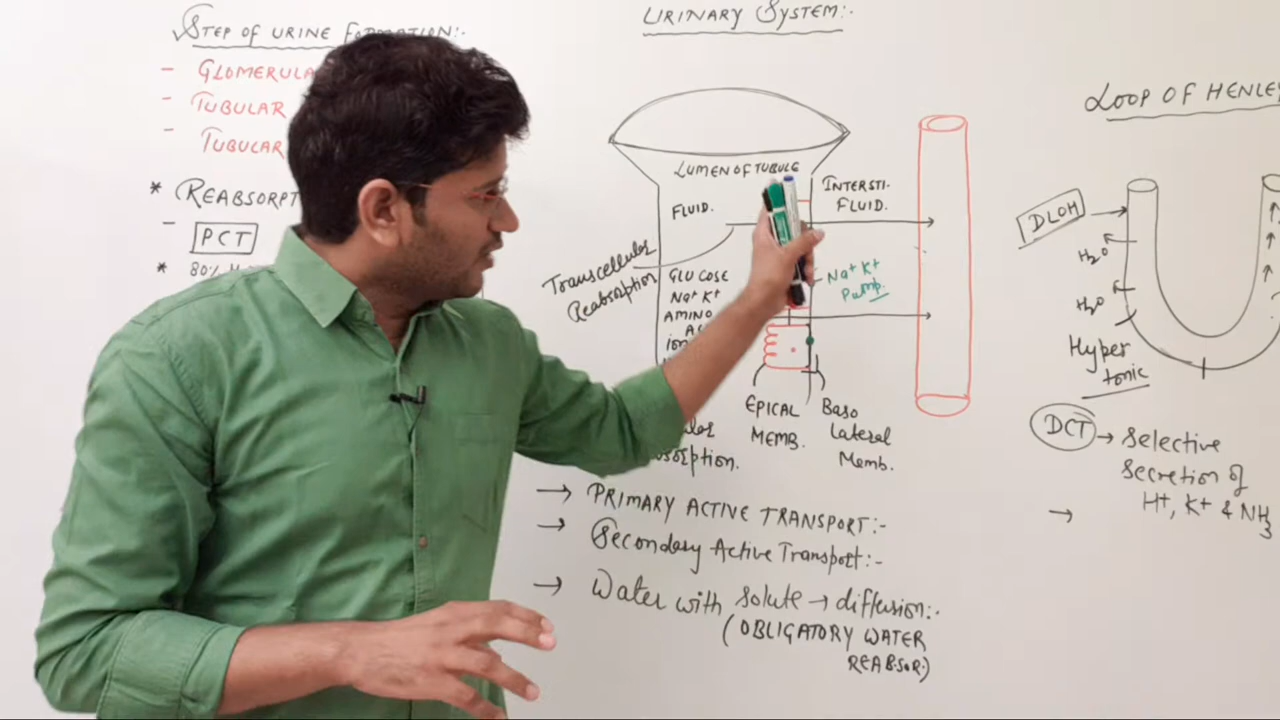 URINARY SYSTEM:-
STEP OF URINE
- GLOMERULA
- TUBULAR
- TUBULAR
* REABSORPT
- PCT
* 80%
LUMEN OF TUBULE
FLUID.
INTERSTI.
FLUID.
Transcellular
Reabsorption
GLUCOSE
Na+ K+
AMINO
Na+ K+
Pump.
EPICAL
MEMB.
Baso
lateral
Memb.
→ PRIMARY ACTIVE TRANSPORT:-
→ Secondary Active Transport:-
→ Water with solute → diffusion:-
(OBLIGATORY WATER
REABSOR)
LOOP OF HENLE
DLOH
H2O
H2O
Hyper
tonic
DCT → Selective
Secretion of
H+, K+ & NH3
→